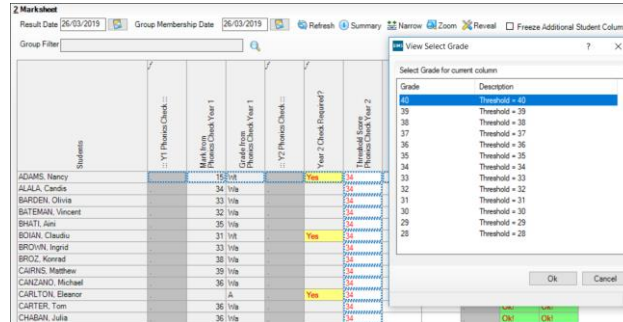 2 Marksheet
Result Date 26/03/2019 Group Membership Date 26/03/2019 Refresh Summary Narrow Zoom Reveal Freeze Additional Student Colum
Group Filter
Students
:: Y1 Phonics Check ::
Mark from Phonics Check Year 1
Grade from Phonics Check Year 1
:: Y2 Phonics Check ::
Year 2 Check Required?
Threshold Score Phonics Check Year 2
ADAMS, Nancy 15 Wt Yes 34
ALALA, Candis 34 Wa 34
BARDEN, Olivia 33 Wa 34
BATEMAN, Vincent 32 Wa 34
BHATI, Aini 35 Wa 34
BOIAN, Claudiu 31 Wt Yes 34
BROWN, Ingrid 33 Wa 34
BROZ, Konrad 38 Wa 34
CAIRNS, Matthew 39 Wa 34
CANZANO, Michael 36 Wa 34
CARLTON, Eleanor A Yes 34
CARTER, Tom 36 Wa 34 Ok! Ok!
CHABAN, Julia 36 Wa 34 Ok! Ok!
SIMS View Select Grade ? X
Select Grade for current column
Grade Description
40 Threshold = 40
39 Threshold = 39
38 Threshold = 38
37 Threshold = 37
36 Threshold = 36
35 Threshold = 35
34 Threshold = 34
33 Threshold = 33
32 Threshold = 32
31 Threshold = 31
30 Threshold = 30
29 Threshold = 29
28 Threshold = 28
Ok Cancel